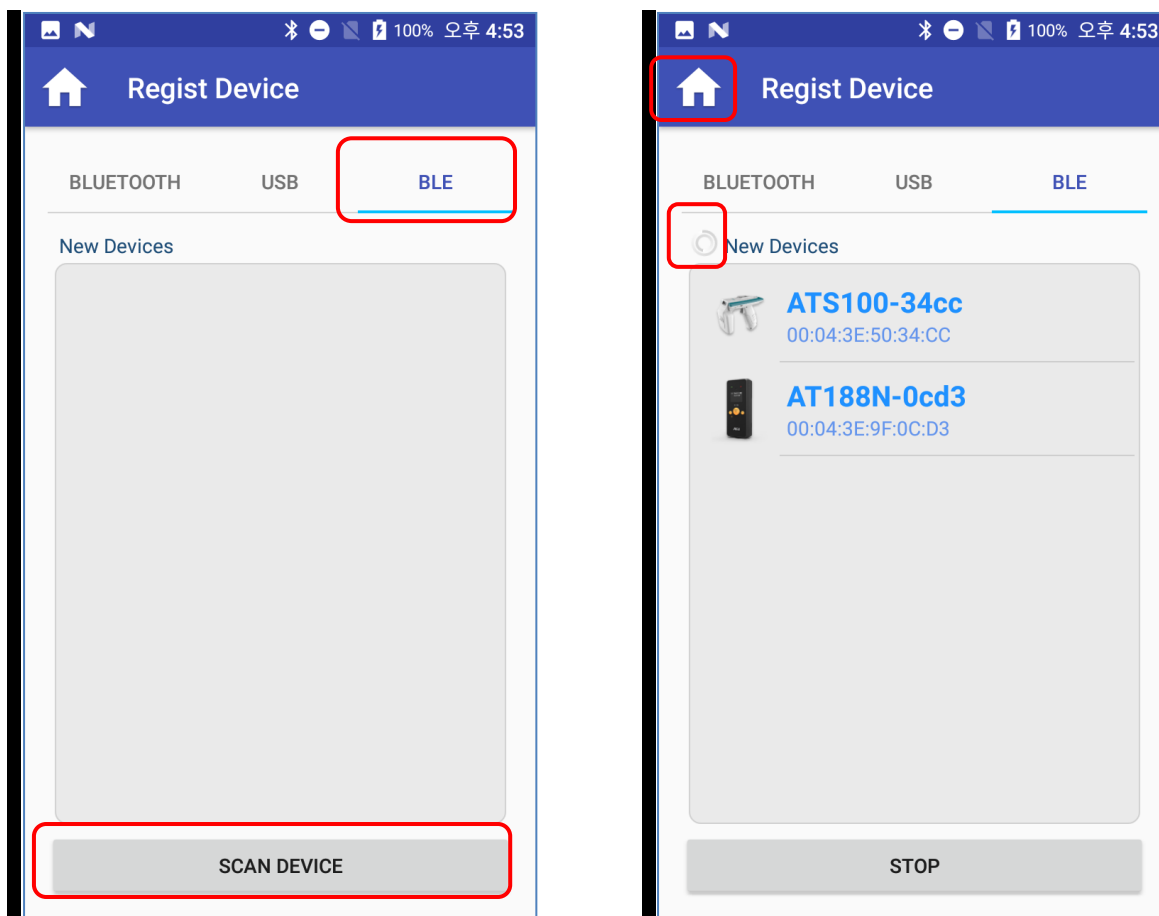 100% 오후 4:53
Regist Device
BLUETOOTH USB BLE
New Devices
SCAN DEVICE
100% 오후 4:53
Regist Device
BLUETOOTH USB BLE
New Devices
ATS100-34cc
00:04:3E:50:34:CC
AT188N-0cd3
00:04:3E:9F:0C:D3
STOP